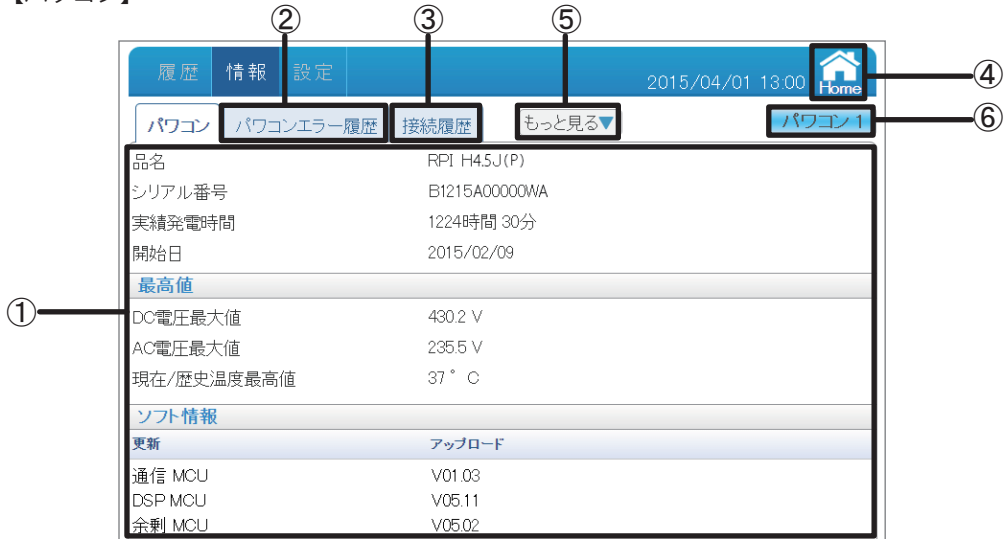 【パワコン】
② ③ ⑤
履歴 情報 設定 2015/04/01 13:00 Home ④
パワコン パワコンエラー履歴 接続履歴 もっと見る▼ パワコン 1 ⑥
品名 RPI H4.5J(P)
シリアル番号 B1215A00000WA
実績発電時間 1224時間 30分
開始日 2015/02/09
最高値
①
DC電圧最大値 430.2 V
AC電圧最大値 235.5 V
現在/歴史温度最高値 37°C
ソフト情報
更新 アップロード
通信 MCU V01.03
DSP MCU V05.11
余剰 MCU V05.02